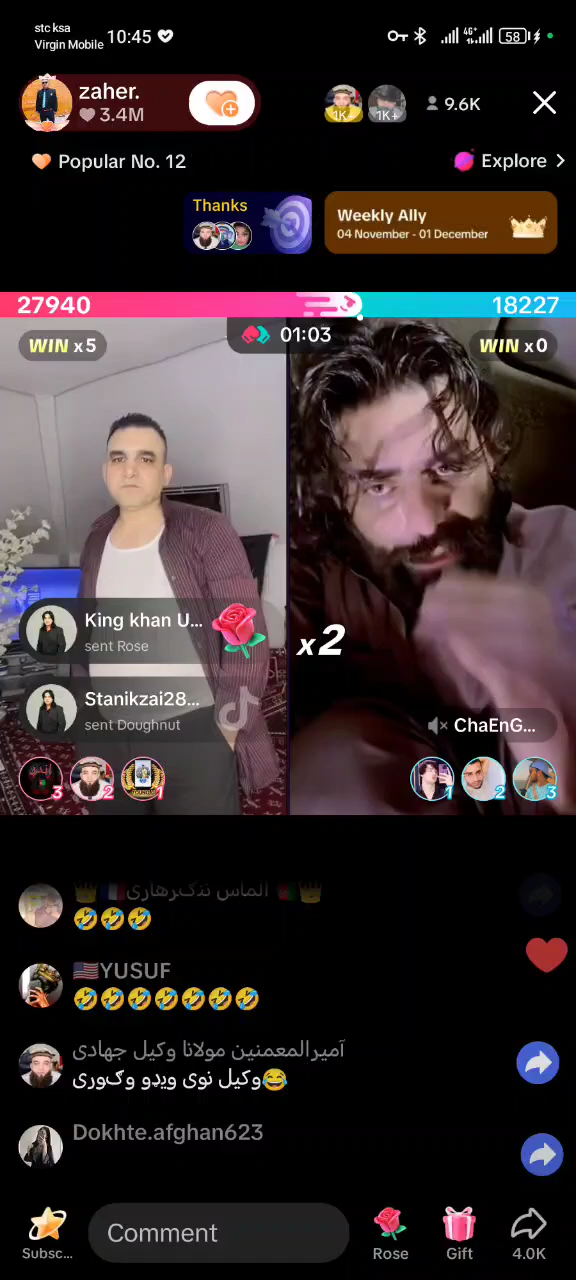 stc ksa
Virgin Mobile 10:45
4G+
58
zaher.
3.4M
1K+
1K+
9.6K
Popular No. 12
Explore
Thanks
Weekly Ally
04 November - 01 December
27940
18227
WIN x5
01:03
WIN x0
King khan U...
sent Rose
x2
Stanikzai28...
sent Doughnut
ChaEnG...
3
2
1
1
2
3
الماس ننګرهاری
🤣🤣🤣
🇺🇸YUSUF
🤣🤣🤣🤣🤣🤣🤣
آمیرالمعمنین مولانا وکیل جهادی
وکیل نوی ویډو وګوری😂
Dokhte.afghan623
Subsc...
Comment
Rose
Gift
4.0K